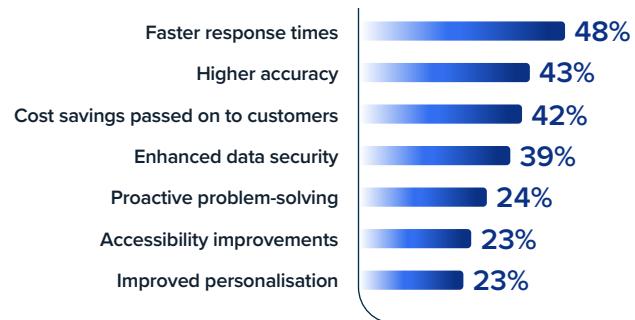 Faster response times 48%
Higher accuracy 43%
Cost savings passed on to customers 42%
Enhanced data security 39%
Proactive problem-solving 24%
Accessibility improvements 23%
Improved personalisation 23%